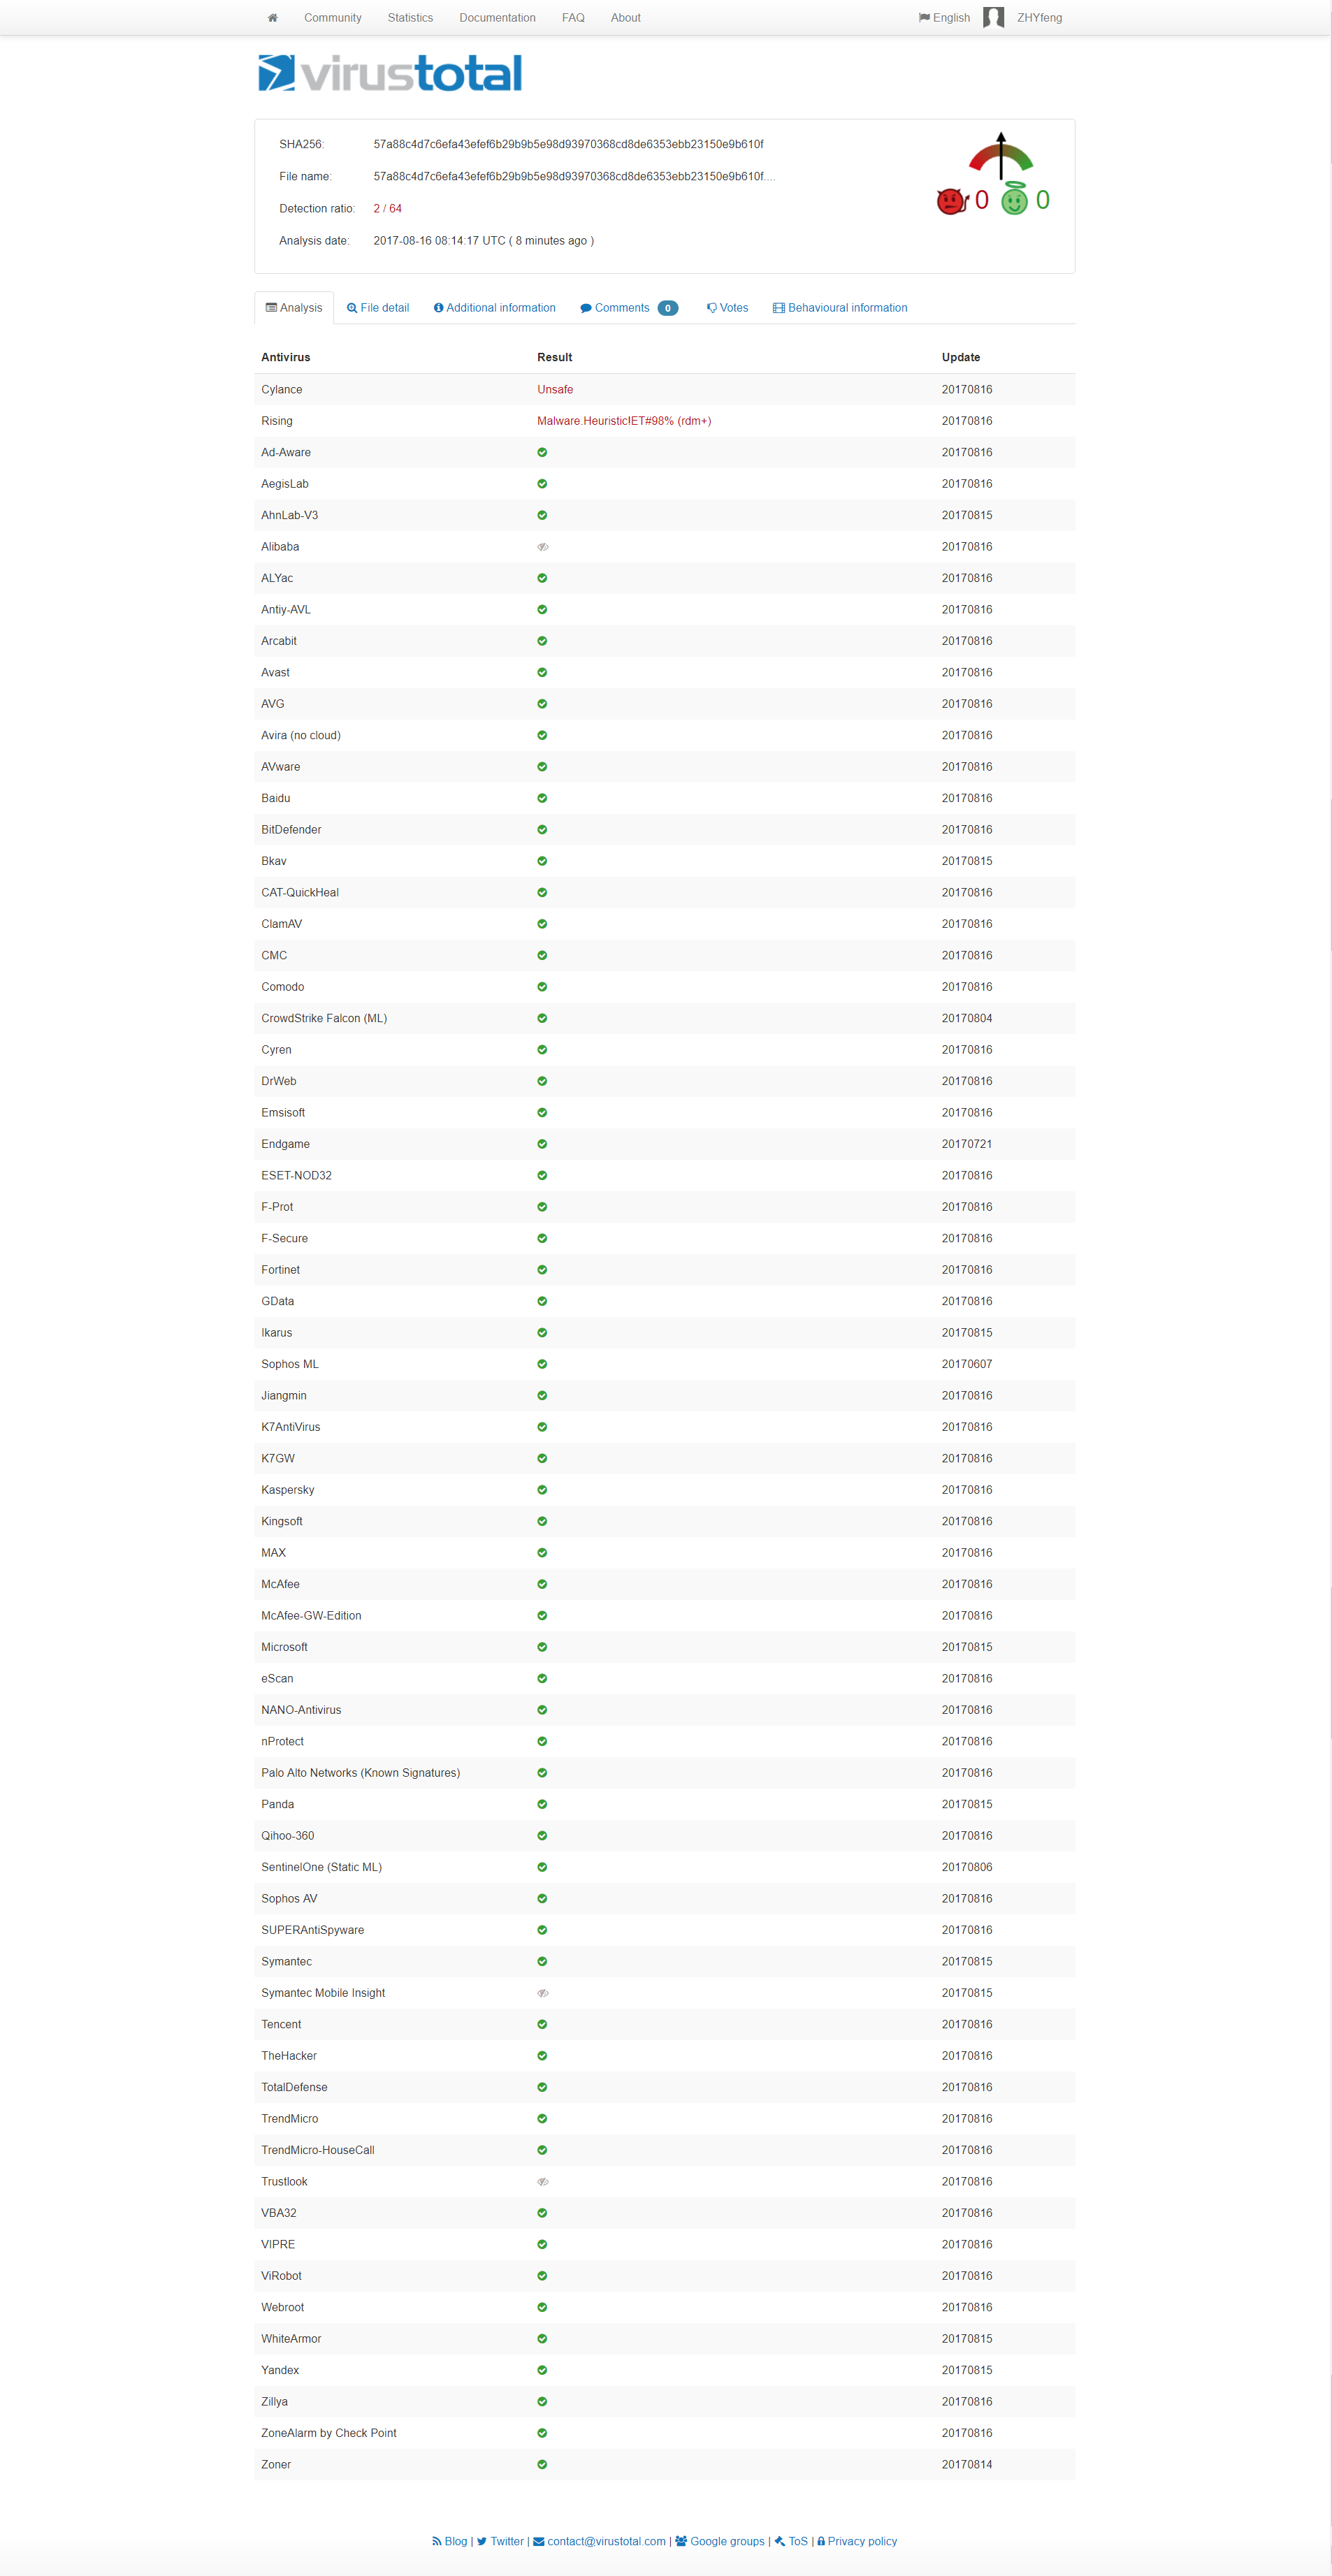 Community Statistics Documentation FAQ About English ZHYfeng
virustotal
SHA256: 57a88c4d7c6efa43efef6b29b9b5e98d93970368cd8de6353ebb23150e9b610f
File name: 57a88c4d7c6efa43efef6b29b9b5e98d93970368cd8de6353ebb23150e9b610f....
Detection ratio: 2 / 64
0 0
Analysis date: 2017-08-16 08:14:17 UTC ( 8 minutes ago )
Analysis File detail Additional information Comments 0 Votes Behavioural information
Antivirus Result Update
Cylance Unsafe 20170816
Rising Malware.Heuristic!ET#98% (rdm+) 20170816
Ad-Aware 20170816
AegisLab 20170816
AhnLab-V3 20170815
Alibaba 20170816
ALYac 20170816
Antiy-AVL 20170816
Arcabit 20170816
Avast 20170816
AVG 20170816
Avira (no cloud) 20170816
AVware 20170816
Baidu 20170816
BitDefender 20170816
Bkav 20170815
CAT-QuickHeal 20170816
ClamAV 20170816
CMC 20170816
Comodo 20170816
CrowdStrike Falcon (ML) 20170804
Cyren 20170816
DrWeb 20170816
Emsisoft 20170816
Endgame 20170721
ESET-NOD32 20170816
F-Prot 20170816
F-Secure 20170816
Fortinet 20170816
GData 20170816
Ikarus 20170815
Sophos ML 20170607
Jiangmin 20170816
K7AntiVirus 20170816
K7GW 20170816
Kaspersky 20170816
Kingsoft 20170816
MAX 20170816
McAfee 20170816
McAfee-GW-Edition 20170816
Microsoft 20170815
eScan 20170816
NANO-Antivirus 20170816
nProtect 20170816
Palo Alto Networks (Known Signatures) 20170816
Panda 20170815
Qihoo-360 20170816
SentinelOne (Static ML) 20170806
Sophos AV 20170816
SUPERAntiSpyware 20170816
Symantec 20170815
Symantec Mobile Insight 20170815
Tencent 20170816
TheHacker 20170816
TotalDefense 20170816
TrendMicro 20170816
TrendMicro-HouseCall 20170816
Trustlook 20170816
VBA32 20170816
VIPRE 20170816
ViRobot 20170816
Webroot 20170816
WhiteArmor 20170815
Yandex 20170815
Zillya 20170816
ZoneAlarm by Check Point 20170816
Zoner 20170814
Blog | Twitter | contact@virustotal.com | Google groups | ToS | Privacy policy